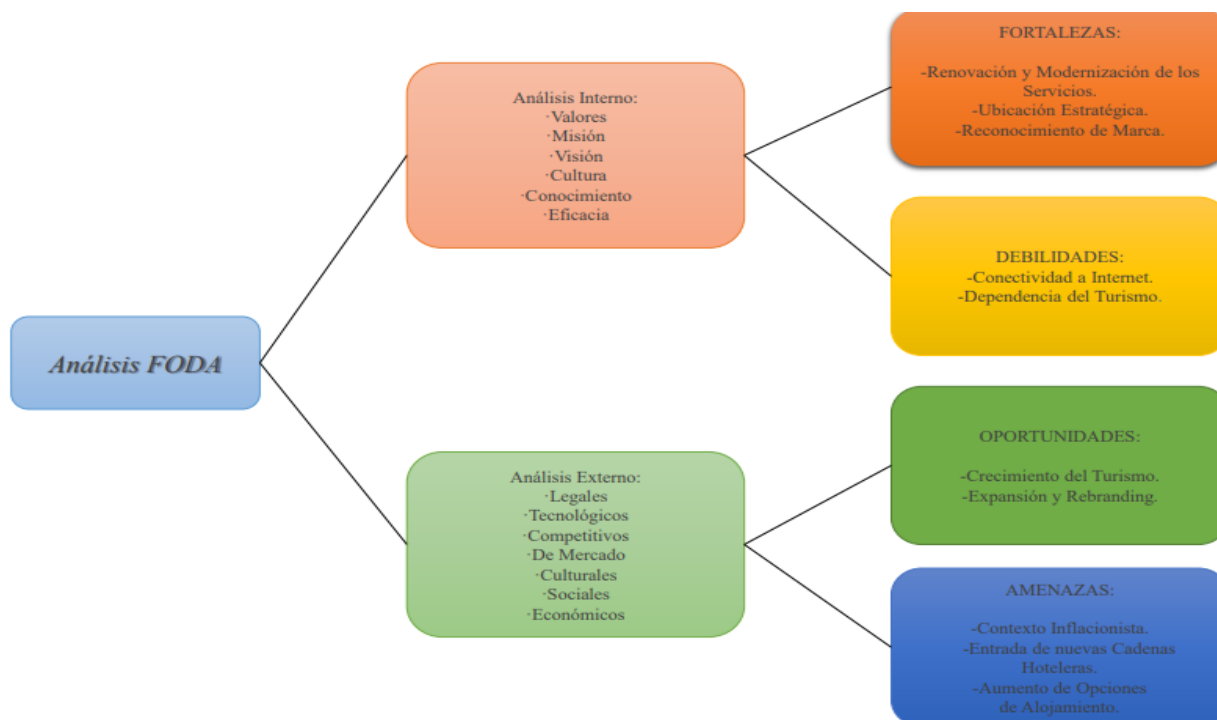 Análisis FODA
Análisis Interno:
·Valores
·Misión
·Visión
·Cultura
·Conocimiento
·Eficacia
FORTALEZAS:
-Renovación y Modernización de los
Servicios.
-Ubicación Estratégica.
-Reconocimiento de Marca.
DEBILIDADES:
-Conectividad a Internet.
-Dependencia del Turismo.
Análisis Externo:
·Legales
·Tecnológicos
·Competitivos
·De Mercado
·Culturales
·Sociales
·Económicos
OPORTUNIDADES:
-Crecimiento del Turismo.
-Expansión y Rebranding.
AMENAZAS:
-Contexto Inflacionista.
-Entrada de nuevas Cadenas
Hoteleras.
-Aumento de Opciones
de Alojamiento.